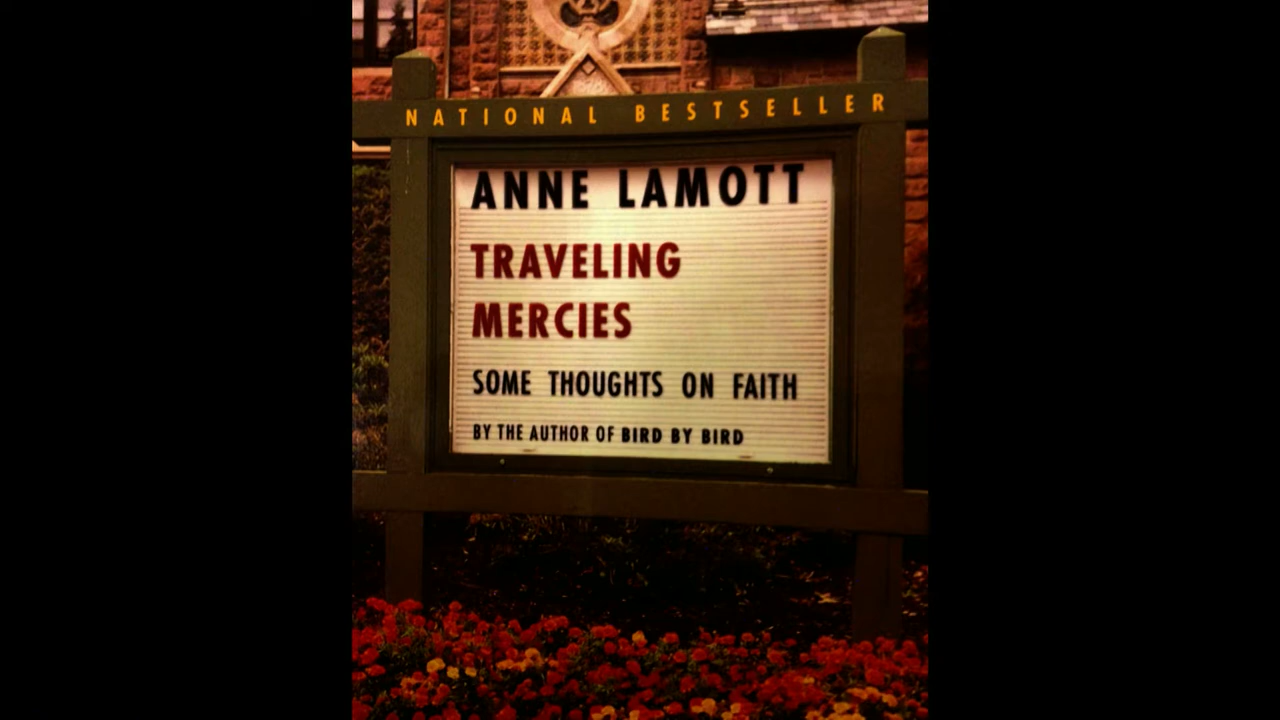 NATIONAL BESTSELLER
ANNE LAMOTT
TRAVELING
MERCIES
SOME THOUGHTS ON FAITH
BY THE AUTHOR OF BIRD BY BIRD